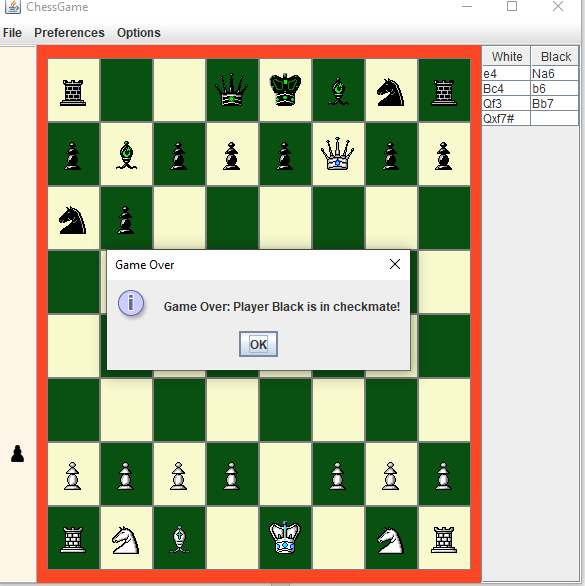 ChessGame
File Preferences Options
White Black
e4 Na6
Bc4 b6
Qf3 Bb7
Qxf7#
Game Over
Game Over: Player Black is in checkmate!
OK